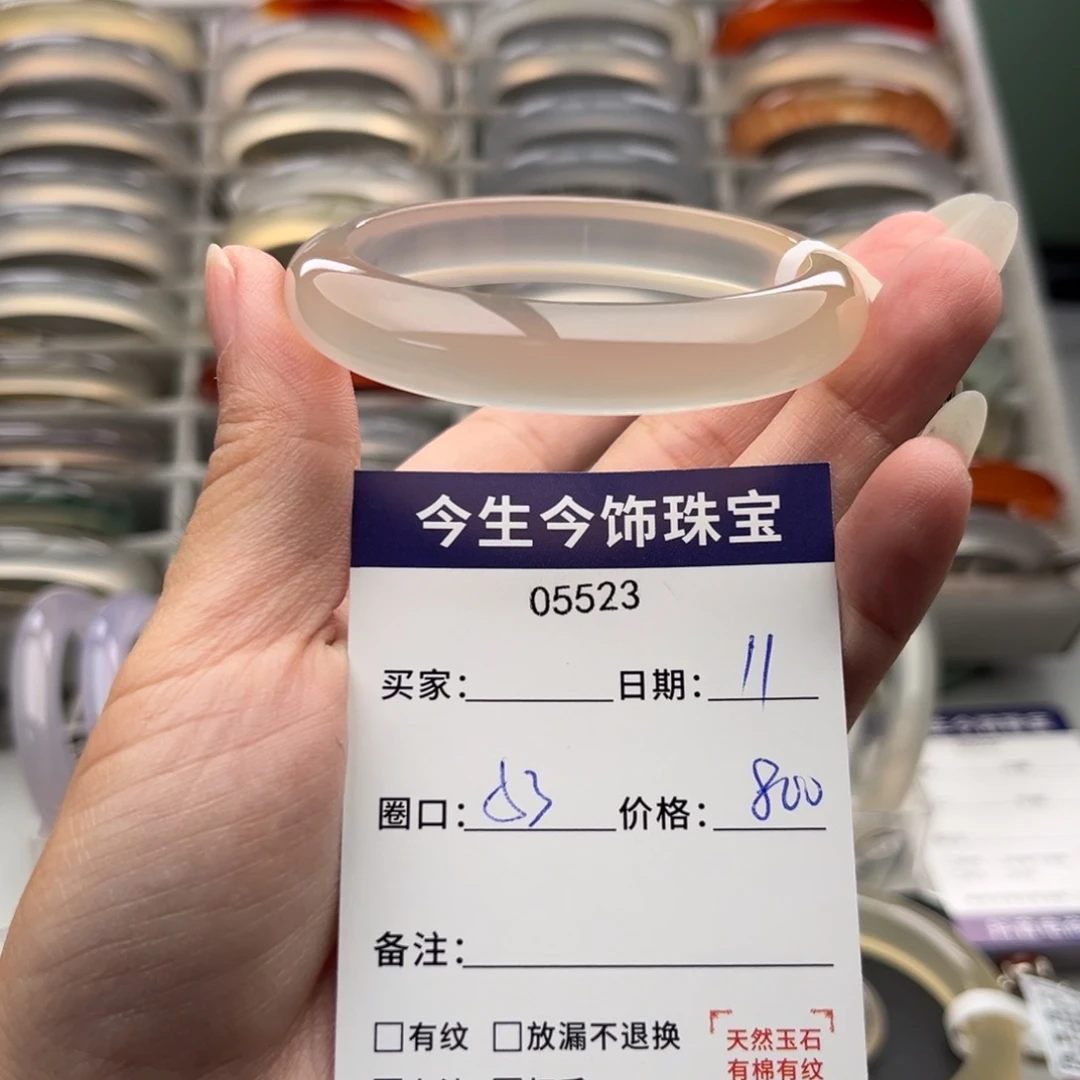 今生今饰珠宝
05523
买家: 日期: 11
圈口: 53 价格: 800
备注:
□有纹 □放漏不退换
天然玉石
有棉有纹